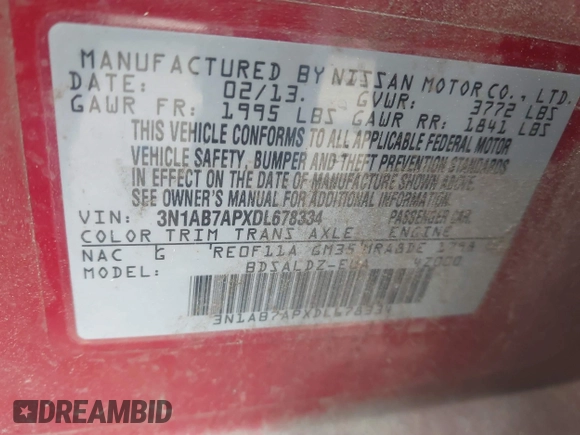 MANUFACTURED BY NISSAN MOTOR CO., LTD.
DATE: 02/13. GVWR: 3772 LBS
GAWR FR: 1995 LBS GAWR RR: 1841 LBS
THIS VEHICLE CONFORMS TO ALL APPLICABLE FEDERAL MOTOR
VEHICLE SAFETY, BUMPER AND THEFT PREVENTION STANDARDS
IN EFFECT ON THE DATE OF MANUFACTURE SHOWN ABOVE.
SEE OWNER'S MANUAL FOR ADDITIONAL INFORMATION.
VIN: 3N1AB7APXDL678334 PASSENGER CAR
COLOR TRIM TRANS AXLE ENGINE
NAC G RE0F11A GM35 MRA8DE 1798
MODEL: BDSALDZ-EUA
3N1AB7APXDL678334
DREAMBID